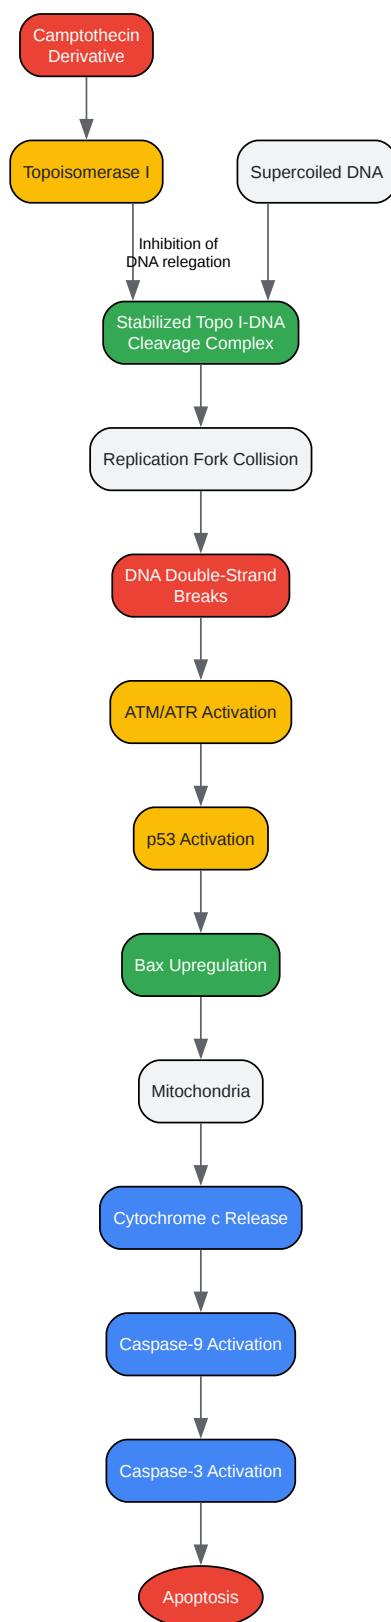 Camptothecin
Derivative
Topoisomerase I
Supercoiled DNA
Inhibition of
DNA relegation
Stabilized Topo I-DNA
Cleavage Complex
Replication Fork Collision
DNA Double-Strand
Breaks
ATM/ATR Activation
p53 Activation
Bax Upregulation
Mitochondria
Cytochrome c Release
Caspase-9 Activation
Caspase-3 Activation
Apoptosis